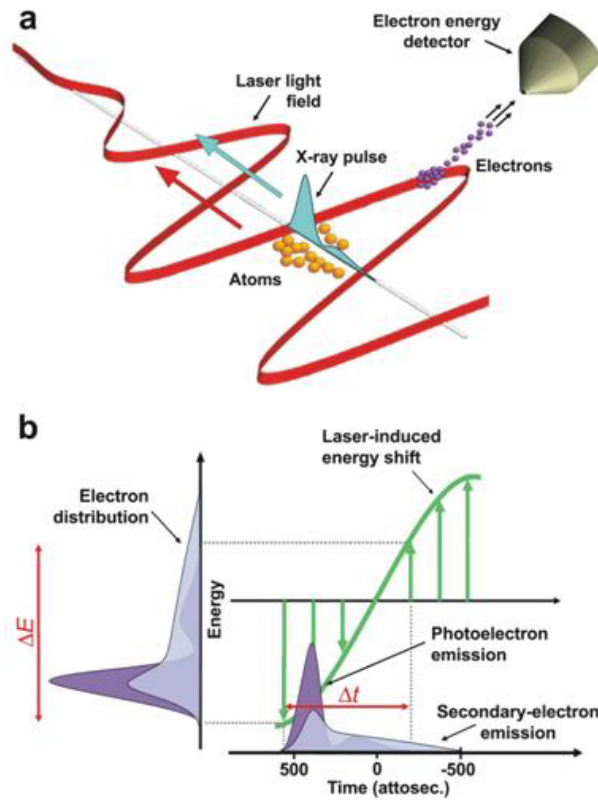 a
Electron energy
detector
Laser light
field
X-ray pulse
Electrons
Atoms
b
Laser-induced
energy shift
Electron
distribution
ΔE
Energy
Photoelectron
emission
Δt
Secondary-electron
emission
500 0 -500
Time (attosec.)